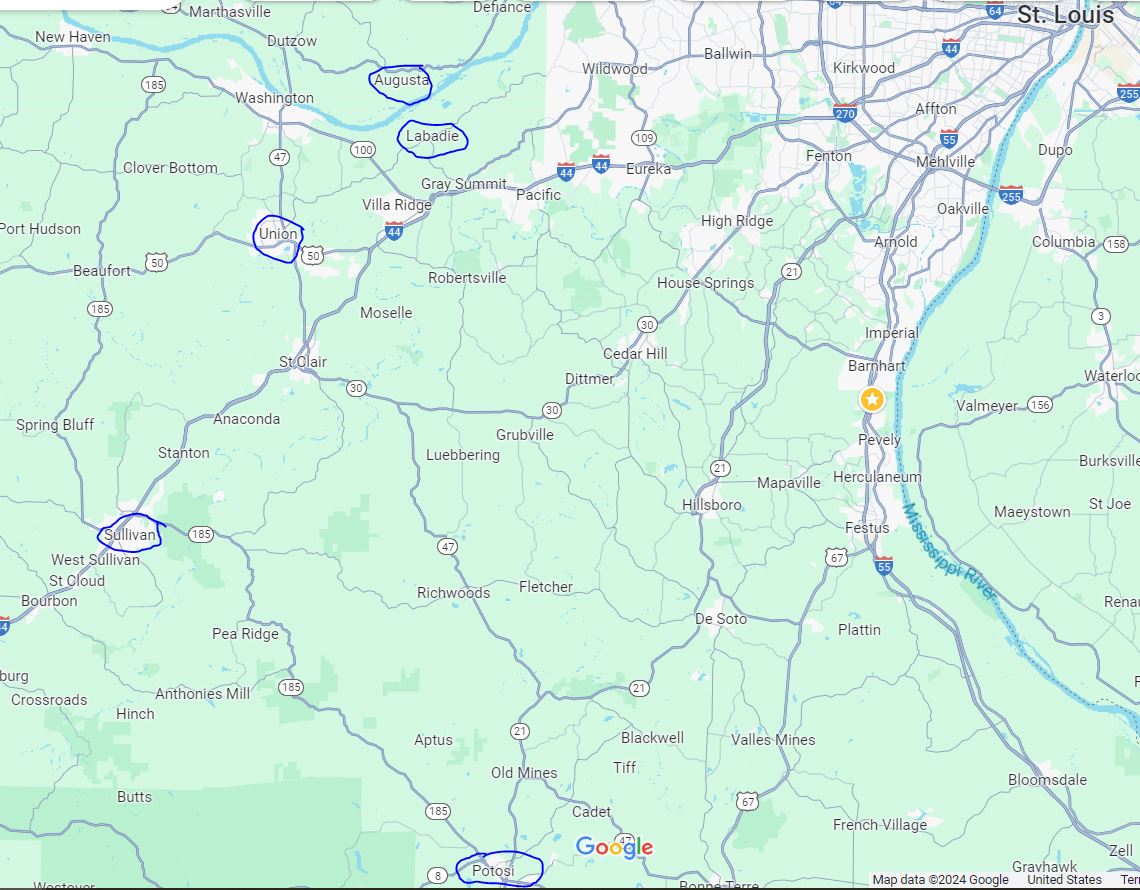 Marthasville
Defiance
64
St. Louis
New Haven
Dutzow
44
Ballwin
Wildwood
Kirkwood
Augusta
185
Washington
255
270
Affton
Labadie
109
55
100
47
Dupo
Fenton
Mehlville
Clover Bottom
44
44
Eureka
Gray Summit
Pacific
255
Villa Ridge
Oakville
High Ridge
Port Hudson
Union
44
Arnold
Columbia
158
50
50
Beaufort
21
Robertsville
House Springs
185
Moselle
3
30
Imperial
Cedar Hill
St Clair
Barnhart
Dittmer
Waterloo
30
Valmeyer
156
30
Anaconda
Spring Bluff
Grubville
Pevely
Stanton
Luebbering
Burksville
21
Mapaville
Herculaneum
Hillsboro
St Joe
Maeystown
Mississippi River
Sullivan
185
Festus
47
67
West Sullivan
55
St Cloud
Fletcher
Richwoods
Bourbon
Renau
De Soto
Pea Ridge
Plattin
burg
185
21
Anthonies Mill
Crossroads
Hinch
21
Aptus
Blackwell
Valles Mines
Tiff
Old Mines
Bloomsdale
Butts
67
185
Cadet
French Village
47
Google
Zell
Potosi
8
Gravhawk
Westover
Bonne Terre
Map data ©2024 Google
United States
Ter